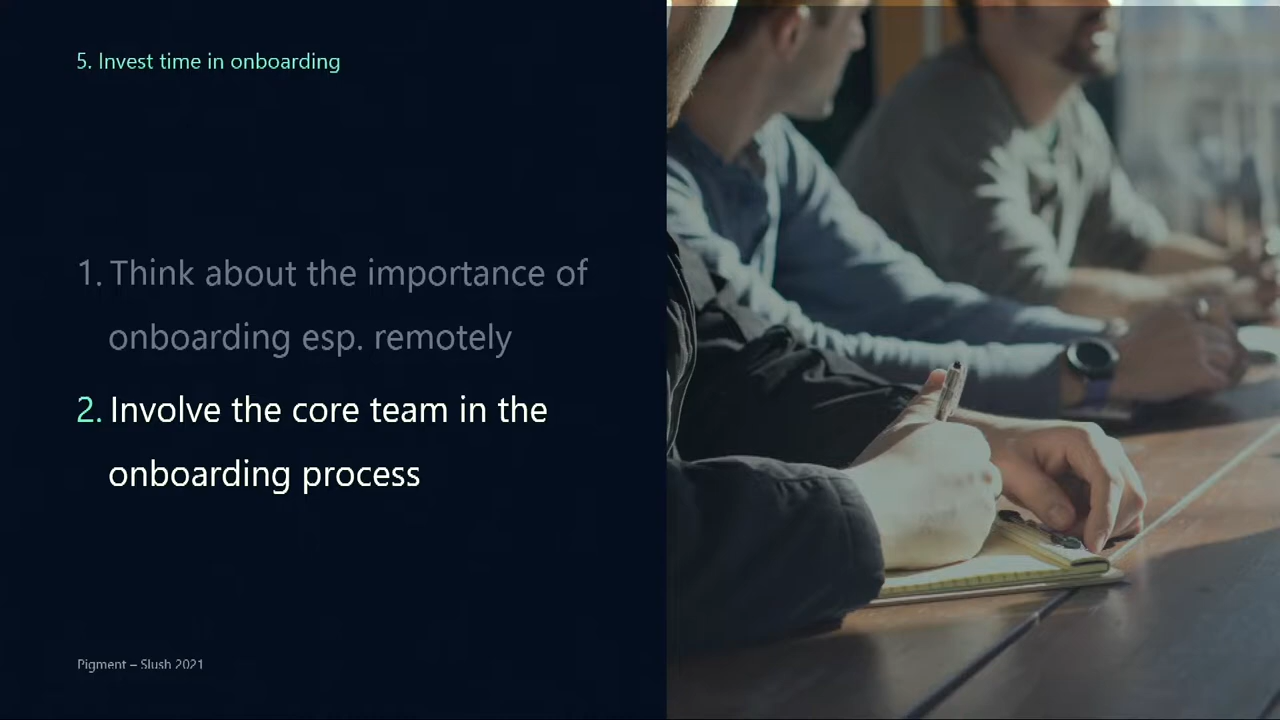 5. Invest time in onboarding
1. Think about the importance of
onboarding esp. remotely
2. Involve the core team in the
onboarding process
Pigment – Slush 2021